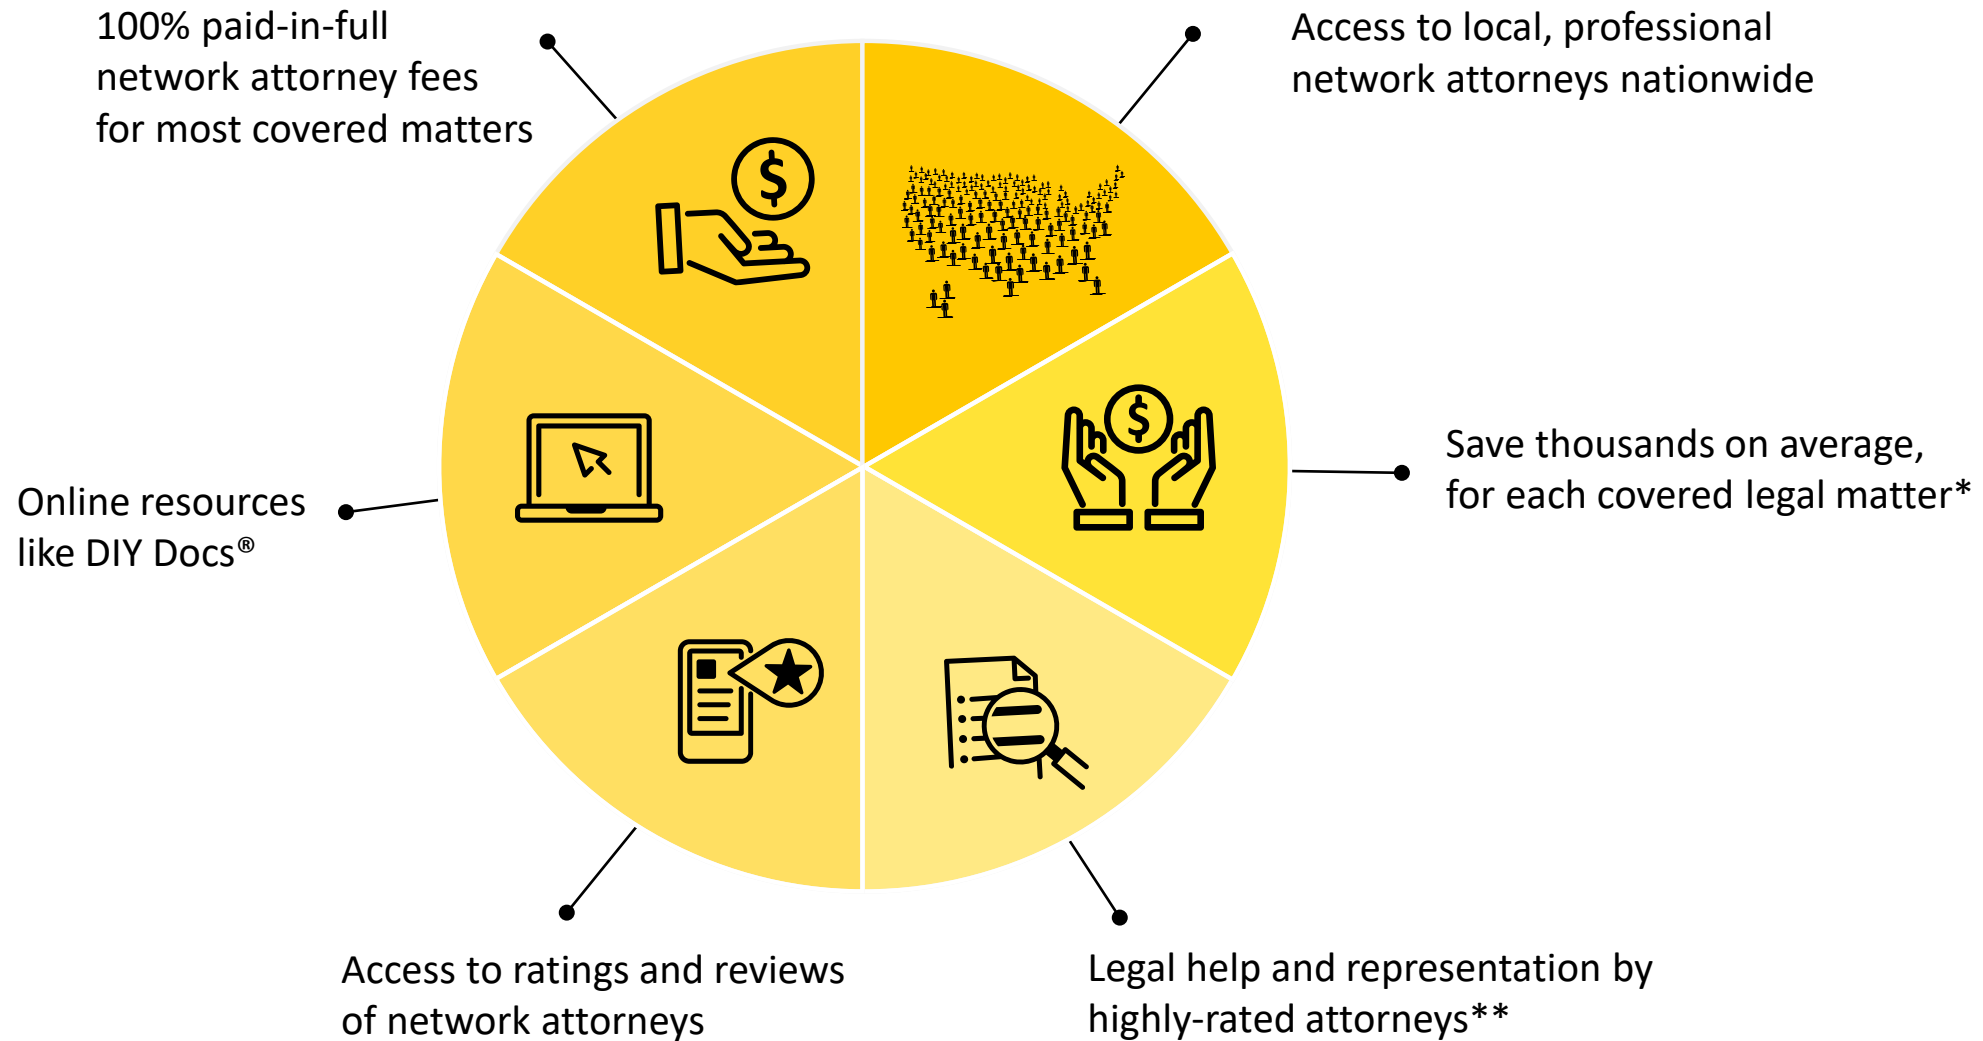 100% paid-in-full
network attorney fees
for most covered matters
Access to local, professional
network attorneys nationwide
$
$
Save thousands on average,
for each covered legal matter*
Online resources
like DIY Docs®
Access to ratings and reviews
of network attorneys
Legal help and representation by
highly-rated attorneys**